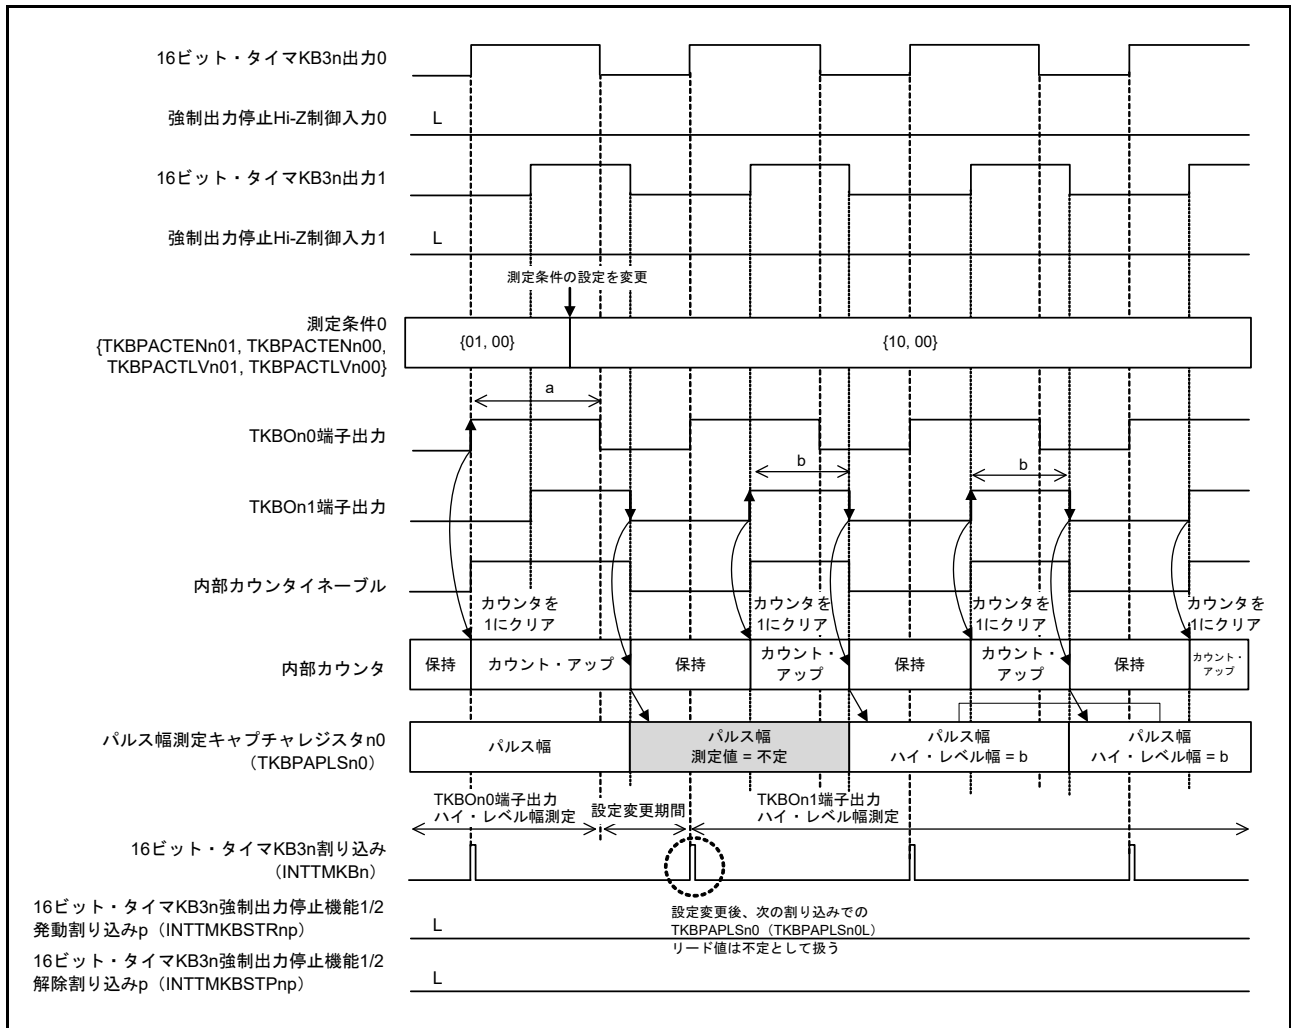 16ビット・タイマKB3n出力0
強制出力停止Hi-Z制御入力0
L
16ビット・タイマKB3n出力1
強制出力停止Hi-Z制御入力1
L
測定条件の設定を変更
測定条件0
{TKBPACTENn01, TKBPACTENn00,
TKBPACTLVn01, TKBPACTLVn00}
{01, 00}
{10, 00}
a
TKBOn0端子出力
b
b
TKBOn1端子出力
内部カウンタイネーブル
カウンタを
1にクリア
カウンタを
1にクリア
カウンタを
1にクリア
カウンタを
1にクリア
内部カウンタ
保持
カウント・アップ
保持
カウント・
アップ
保持
カウント・
アップ
保持
カウント・
アップ
パルス幅測定キャプチャレジスタn0
（TKBPAPLSn0）
パルス幅
パルス幅
測定値 = 不定
パルス幅
ハイ・レベル幅 = b
パルス幅
ハイ・レベル幅 = b
TKBOn0端子出力
ハイ・レベル幅測定
設定変更期間
TKBOn1端子出力
ハイ・レベル幅測定
16ビット・タイマKB3n割り込み
（INTTMKBn）
16ビット・タイマKB3n強制出力停止機能1/2
発動割り込みp（INTTMKBSTRnp）
L
設定変更後、次の割り込みでの
TKBPAPLSn0（TKBPAPLSn0L）
リード値は不定として扱う
16ビット・タイマKB3n強制出力停止機能1/2
解除割り込みp（INTTMKBSTPnp）
L